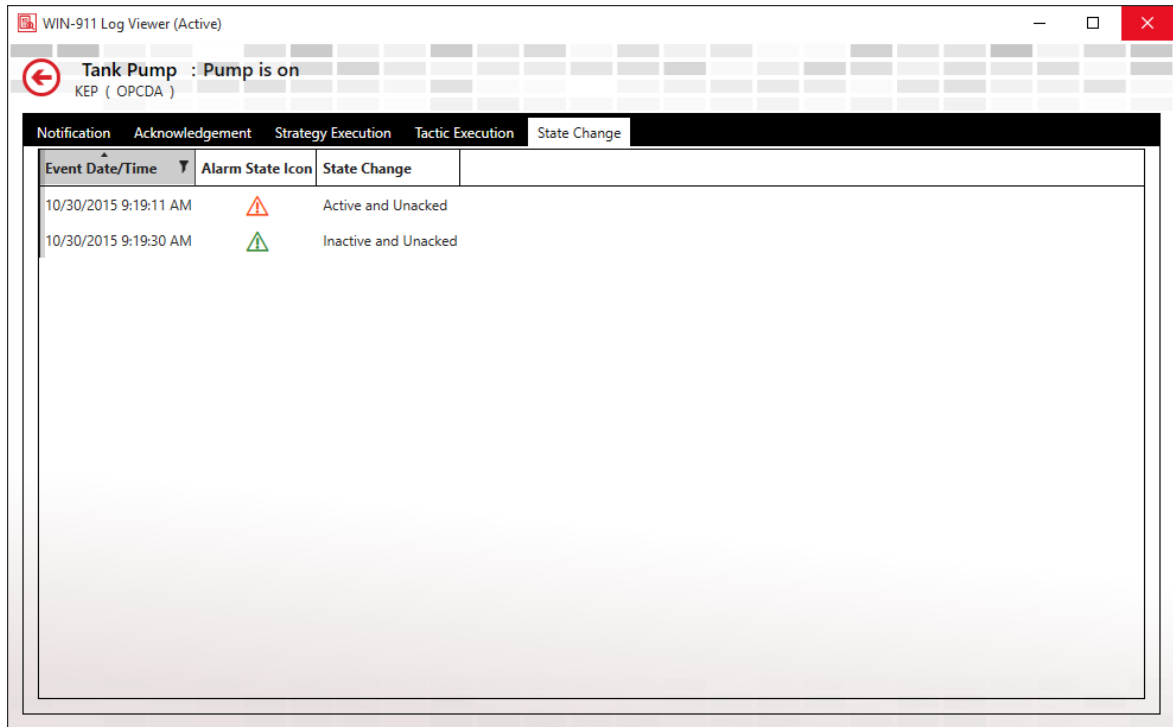 WIN-911 Log Viewer (Active)
Tank Pump : Pump is on
KEP ( OPCDA )
Notification Acknowledgement Strategy Execution Tactic Execution State Change
Event Date/Time Alarm State Icon State Change
10/30/2015 9:19:11 AM Active and Unacked
10/30/2015 9:19:30 AM Inactive and Unacked